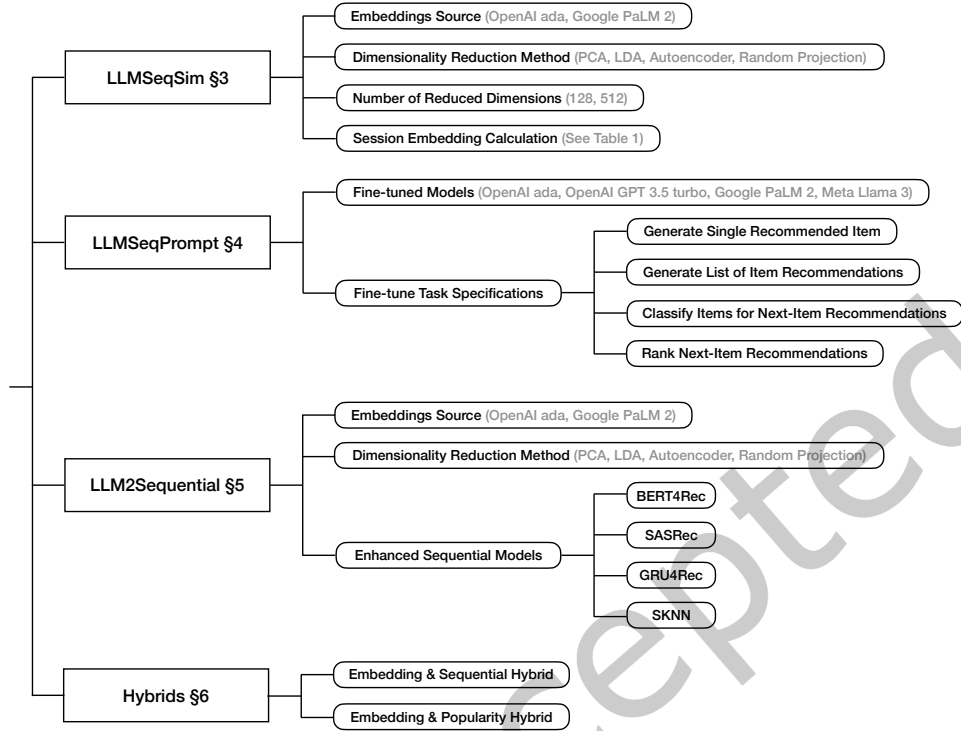 LLMSeqSim §3
Embeddings Source (OpenAI ada, Google PaLM 2)
Dimensionality Reduction Method (PCA, LDA, Autoencoder, Random Projection)
Number of Reduced Dimensions (128, 512)
Session Embedding Calculation (See Table 1)
LLMSeqPrompt §4
Fine-tuned Models (OpenAI ada, OpenAI GPT 3.5 turbo, Google PaLM 2, Meta Llama 3)
Fine-tune Task Specifications
Generate Single Recommended Item
Generate List of Item Recommendations
Classify Items for Next-Item Recommendations
Rank Next-Item Recommendations
LLM2Sequential §5
Embeddings Source (OpenAI ada, Google PaLM 2)
Dimensionality Reduction Method (PCA, LDA, Autoencoder, Random Projection)
Enhanced Sequential Models
BERT4Rec
SASRec
GRU4Rec
SKNN
Hybrids §6
Embedding & Sequential Hybrid
Embedding & Popularity Hybrid
cepted